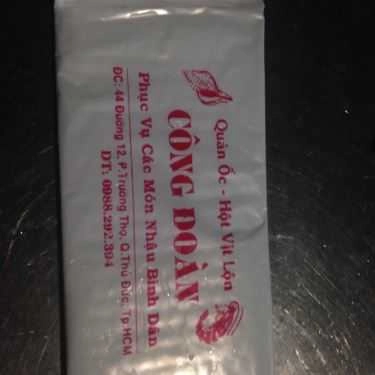 Quán Ốc - Hột Vịt Lộn
CÔNG ĐOÀN
Phục Vụ Các Món Nhậu Bình Dân
ĐC: 44 Đường 12, P.Trường Thọ, Q.Thủ Đức, Tp.HCM
DT: 0988.292.394